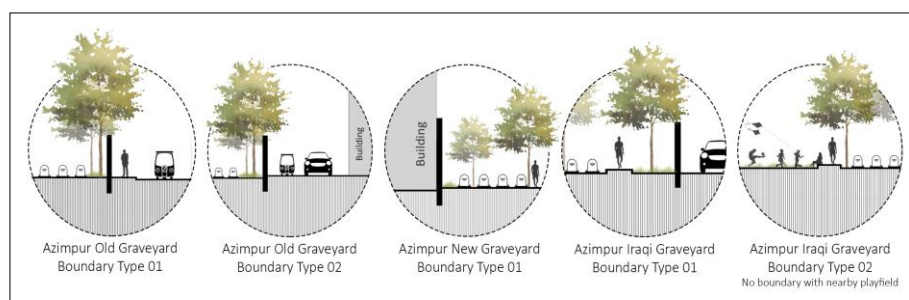 Building
Building
Azimpur Old Graveyard
Boundary Type 01
Azimpur Old Graveyard
Boundary Type 02
Azimpur New Graveyard
Boundary Type 01
Azimpur Iraqi Graveyard
Boundary Type 01
Azimpur Iraqi Graveyard
Boundary Type 02
No boundary with nearby playfield